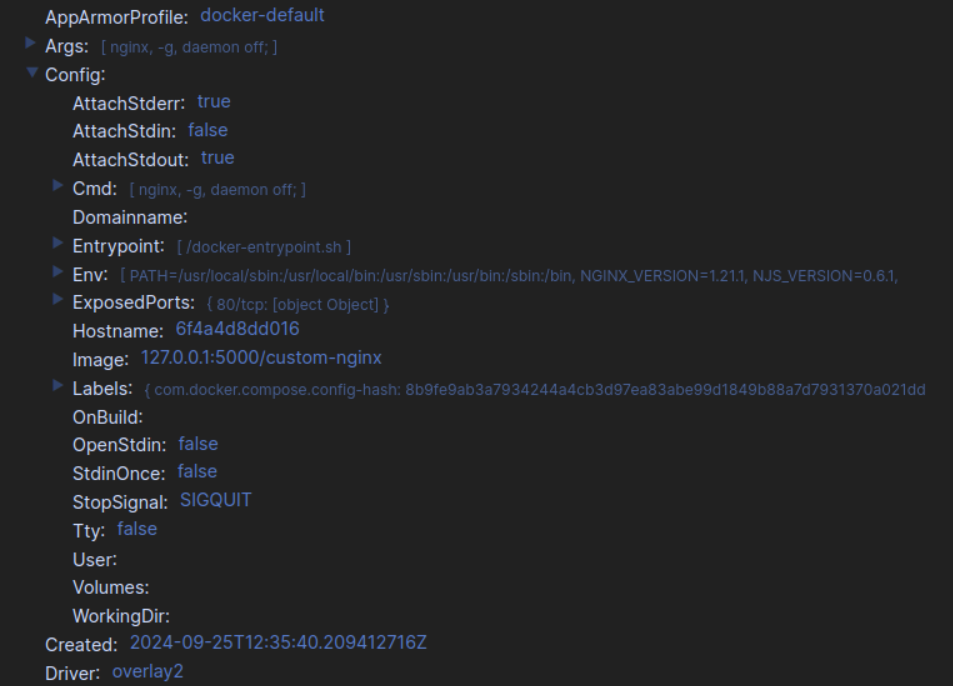 AppArmorProfile: docker-default
Args: [ nginx, -g, daemon off; ]
Config:
AttachStderr: true
AttachStdin: false
AttachStdout: true
Cmd: [ nginx, -g, daemon off; ]
Domainname:
Entrypoint: [ /docker-entrypoint.sh ]
Env: [ PATH=/usr/local/sbin:/usr/local/bin:/usr/sbin:/usr/bin:/sbin:/bin, NGINX_VERSION=1.21.1, NJS_VERSION=0.6.1,
ExposedPorts: { 80/tcp: [object Object] }
Hostname: 6f4a4d8dd016
Image: 127.0.0.1:5000/custom-nginx
Labels: { com.docker.compose.config-hash: 8b9fe9ab3a7934244a4cb3d97ea83abe99d1849b88a7d7931370a021dd
OnBuild:
OpenStdin: false
StdinOnce: false
StopSignal: SIGQUIT
Tty: false
User:
Volumes:
WorkingDir:
Created: 2024-09-25T12:35:40.209412716Z
Driver: overlay2